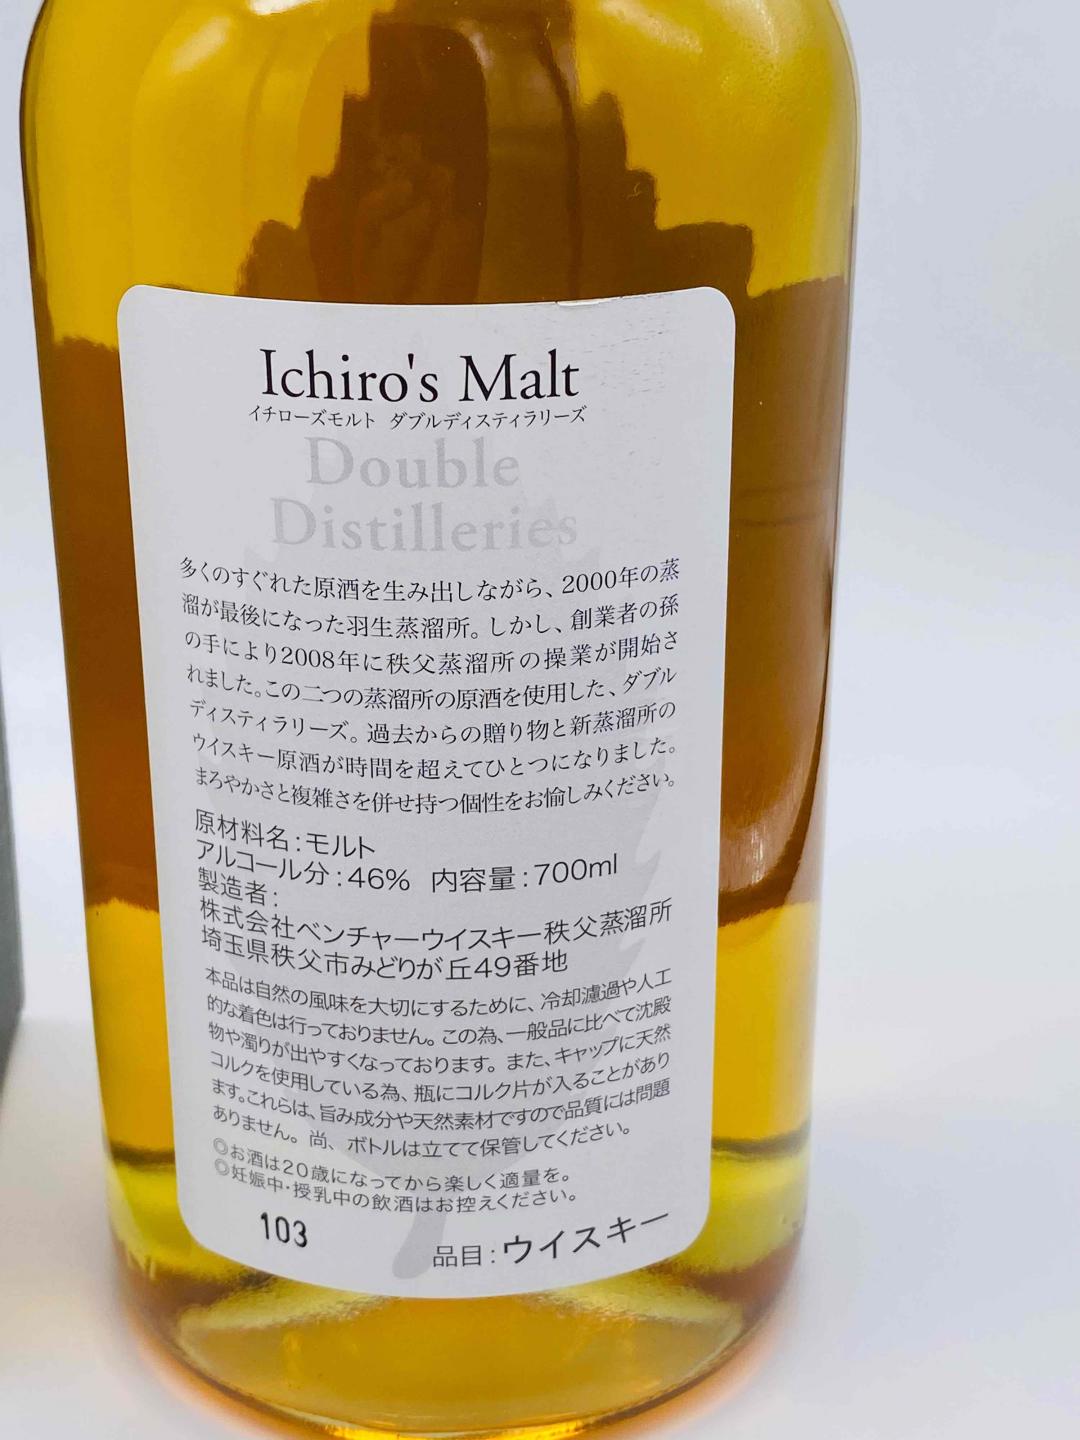 Ichiro's Malt
イチローズモルト ダブルディスティラリーズ
Double
Distilleries
多くのすぐれた原酒を生み出しながら、2000年の蒸
溜が最後になった羽生蒸溜所。しかし、創業者の孫
の手により2008年に秩父蒸溜所の操業が開始さ
れました。この二つの蒸溜所の原酒を使用した、ダブル
ディスティラリーズ。過去からの贈り物と新蒸溜所の
ウイスキー原酒が時間を超えてひとつになりました。
まろやかさと複雑さを併せ持つ個性をお愉しみください。
原材料名：モルト
アルコール分：46% 内容量：700ml
製造者：
株式会社ベンチャーウイスキー秩父蒸溜所
埼玉県秩父市みどりが丘49番地
本品は自然の風味を大切にするために、冷却濾過や人工
的な着色は行っておりません。この為、一般品に比べて沈殿
物や濁りが出やすくなっております。また、キャップに天然
コルクを使用している為、瓶にコルク片が入ることがあり
ます。これらは、旨み成分や天然素材ですので品質には問題
ありません。尚、ボトルは立てて保管してください。
◎お酒は20歳になってから楽しく適量を。
◎妊娠中・授乳中の飲酒はお控えください。
103
品目：ウイスキー